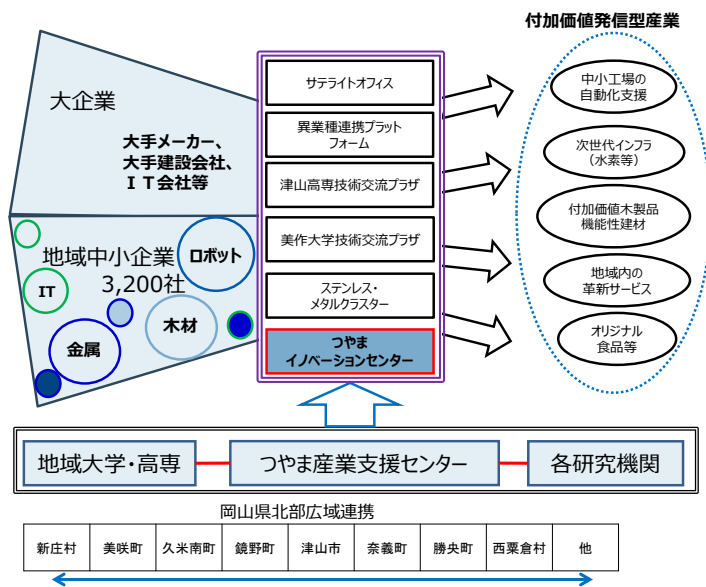 付加価値発信型産業
大企業
大手メーカー、
大手建設会社、
ＩＴ会社等
地域中小企業
3,200社
ロボット
IT
木材
金属
サテライトオフィス
異業種連携プラット
フォーム
津山高専技術交流プラザ
美作大学技術交流プラザ
ステンレス・
メタルクラスター
つやま
イノベーションセンター
中小工場の
自動化支援
次世代インフラ
（水素等）
付加価値木製品
機能性建材
地域内の
革新サービス
オリジナル
食品等
地域大学・高専
つやま産業支援センター
各研究機関
岡山県北部広域連携
新庄村
美咲町
久米南町
鏡野町
津山市
奈義町
勝央町
西粟倉村
他